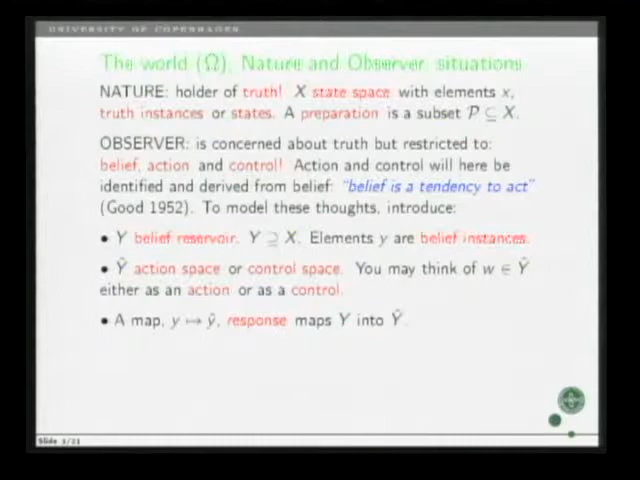 UNIVERSITY OF COPENHAGEN
The world (Ω), Nature and Observer, situations
NATURE: holder of truth! X state space with elements x,
truth instances or states. A preparation is a subset P ⊆ X.
OBSERVER: is concerned about truth but restricted to:
belief, action and control! Action and control will here be
identified and derived from belief: "belief is a tendency to act"
(Good 1952). To model these thoughts, introduce:
• Y belief reservoir. Y ⊇ X. Elements y are belief instances.
• Ŷ action space or control space. You may think of w ∈ Ŷ
either as an action or as a control.
• A map, y ↦ ŷ, response maps Y into Ŷ.
Slide 3/21